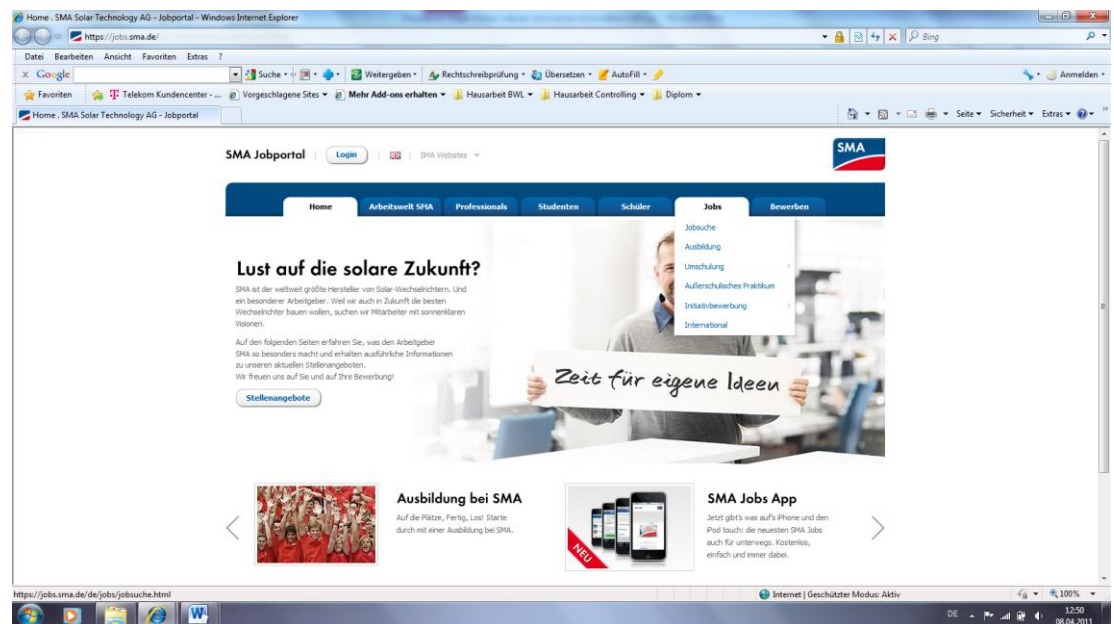 Home . SMA Solar Technology AG - Jobportal - Windows Internet Explorer
https://jobs.sma.de/
Bing
Datei Bearbeiten Ansicht Favoriten Extras ?
x Google Suche Weitergeben Rechtschreibprüfung Übersetzen AutoFill Anmelden
Favoriten Telekom Kundencenter - ... Vorgeschlagene Sites Mehr Add-ons erhalten Hausarbeit BWL Hausarbeit Controlling Diplom
Home . SMA Solar Technology AG - Jobportal
Seite Sicherheit Extras
SMA Jobportal Login SMA Websites
SMA
Home Arbeitswelt SMA Professionals Studenten Schüler Jobs Bewerben
Jobsuche
Ausbildung
Umschulung
Außerschulisches Praktikum
Initiativbewerbung
International
Lust auf die solare Zukunft?
SMA ist der weltweit größte Hersteller von Solar-Wechselrichtern. Und
ein besonderer Arbeitgeber. Weil wir auch in Zukunft die besten
Wechselrichter bauen wollen, suchen wir Mitarbeiter mit sonnenklaren
Visionen.
Auf den folgenden Seiten erfahren Sie, was den Arbeitgeber
SMA so besonders macht und erhalten ausführliche Informationen
zu unseren aktuellen Stellenangeboten.
Wir freuen uns auf Sie und auf Ihre Bewerbung!
Stellenangebote
Zeit für eigene Ideen
Ausbildung bei SMA
Auf die Plätze, Fertig, Los! Starte
durch mit einer Ausbildung bei SMA.
NEU
SMA Jobs App
Jetzt gibt's was auf's iPhone und den
iPod touch: die neuesten SMA Jobs
auch für unterwegs. Kostenlos,
einfach und immer dabei.
https://jobs.sma.de/de/jobs/jobsuche.html
Internet | Geschützter Modus: Aktiv
100%
DE
12:50
08.04.2011